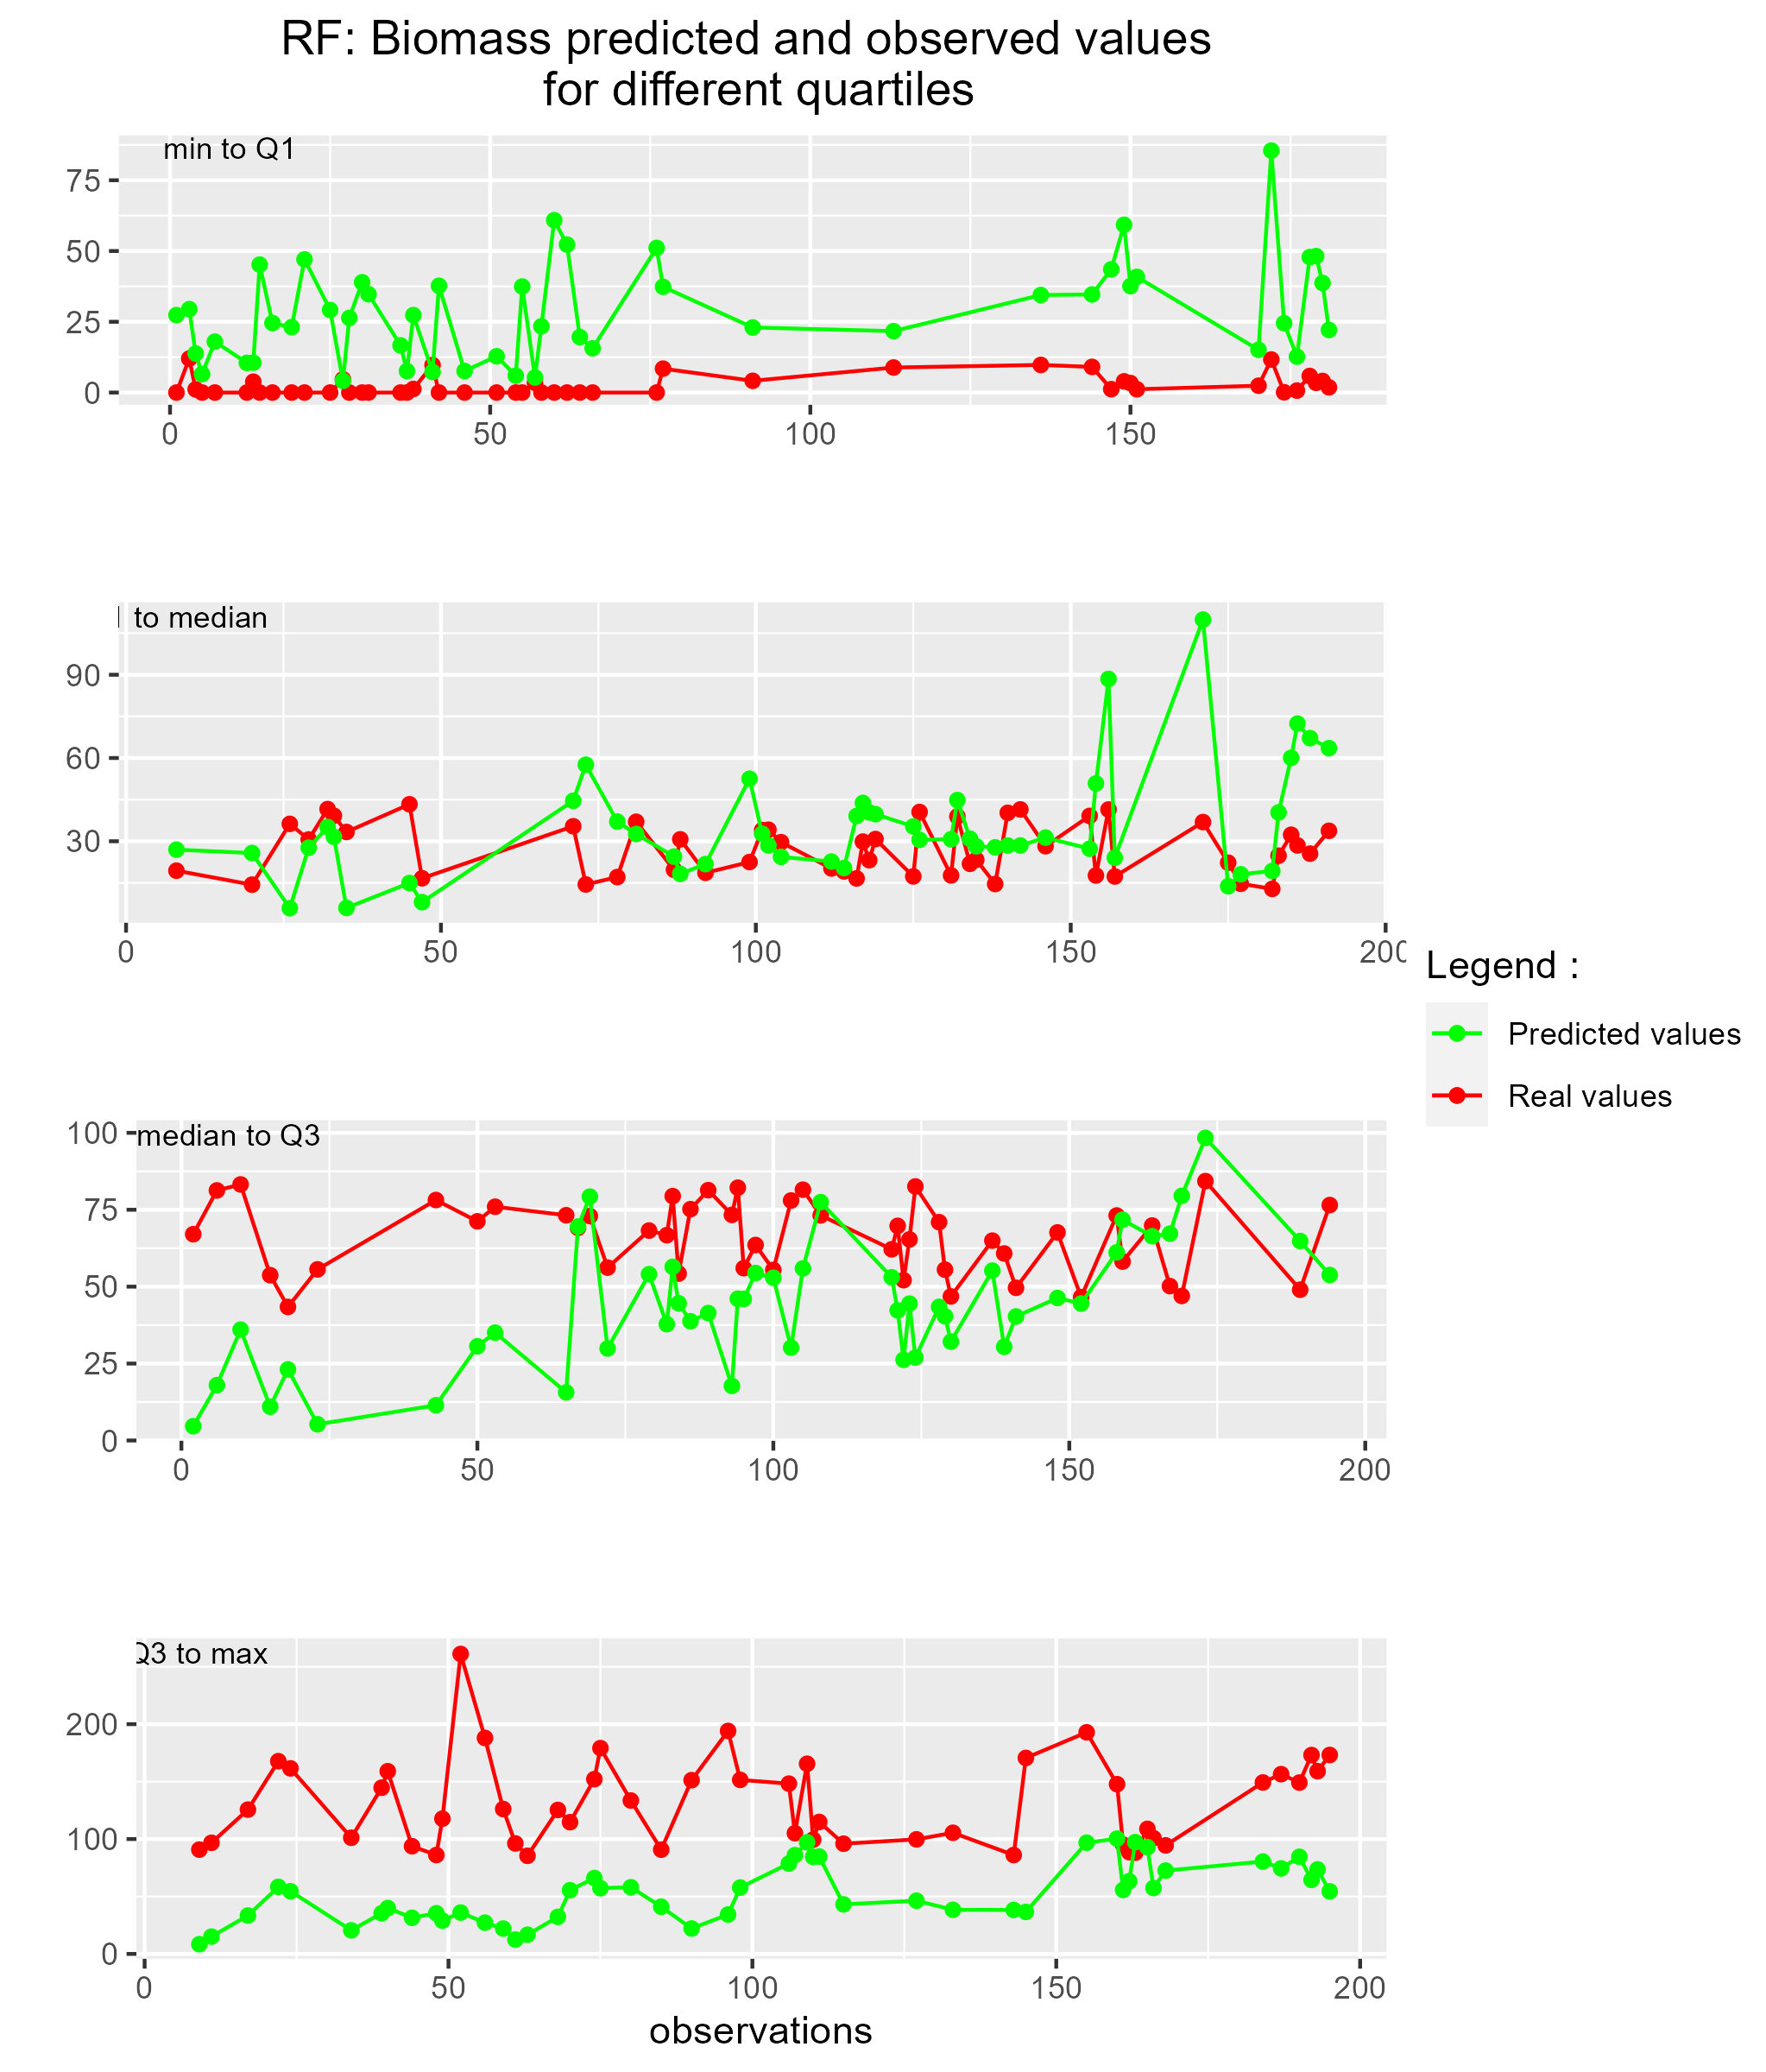 RF: Biomass predicted and observed values
for different quartiles
min to Q1
75
50
25
0
0 50 100 150
to median
90
60
30
0 50 100 150 200
Legend :
Predicted values
Real values
median to Q3
100
75
50
25
0
0 50 100 150 200
Q3 to max
200
100
0
0 50 100 150 200
observations